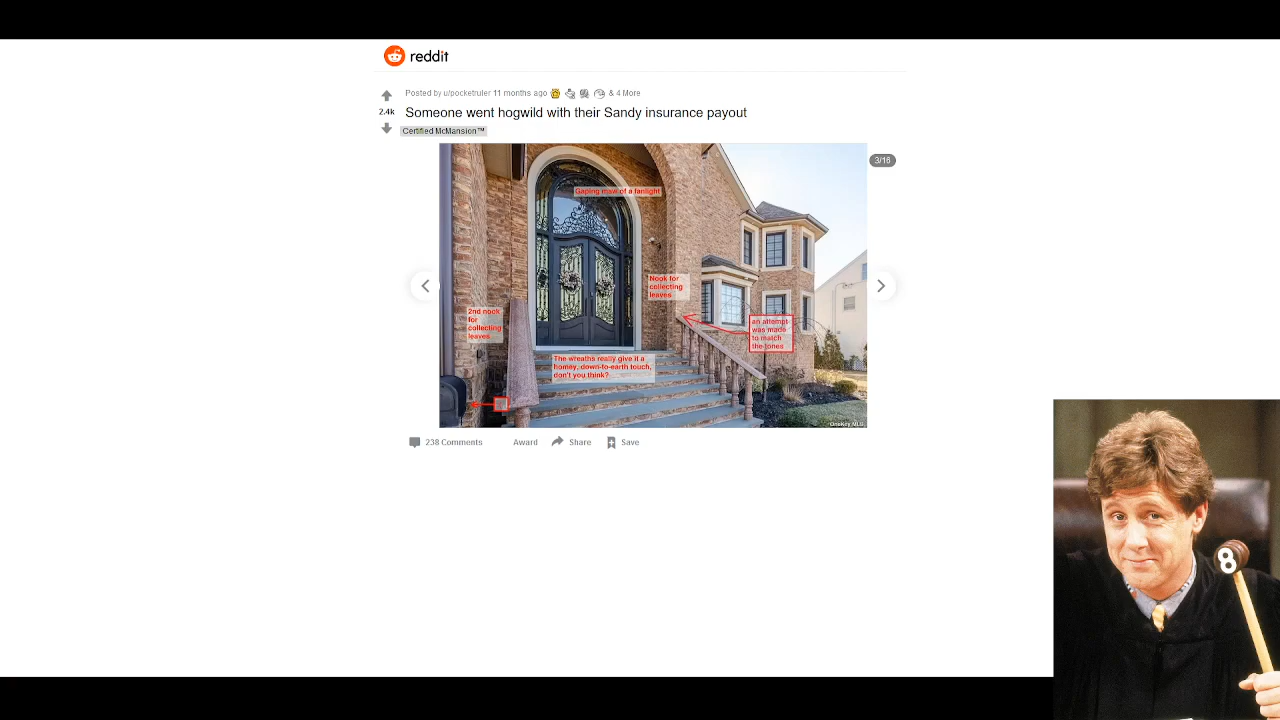 reddit
Posted by u/pocketruler 11 months ago & 4 More
2.4k
Someone went hogwild with their Sandy insurance payout
Certified McMansion™
3/16
Gaping maw of a fanlight
Nook for
collecting
leaves
2nd nook
for
collecting
leaves
an attempt
was made
to match
the tones
The wreaths really give it a
homey, down-to-earth touch,
don't you think?
OneKey MLS
238 Comments
Award
Share
Save
8